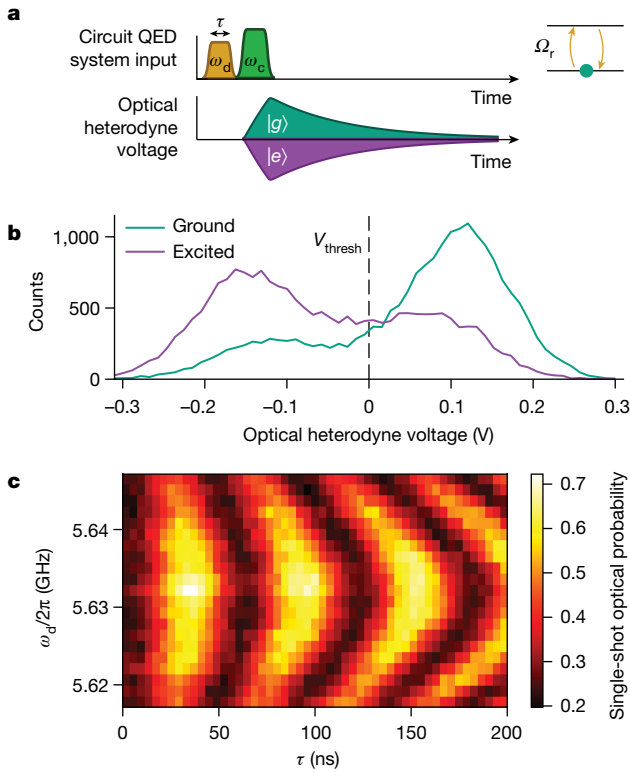 a
Circuit QED
system input
τ
ω_d
ω_c
Time
Ω_r
Optical
heterodyne
voltage
|g⟩
|e⟩
Time
b
Ground
Excited
V_thresh
1,000
500
0
Counts
−0.3
−0.2
−0.1
0
0.1
0.2
0.3
Optical heterodyne voltage (V)
c
5.64
5.63
5.62
ω_d/2π (GHz)
0
50
100
150
200
τ (ns)
0.7
0.6
0.5
0.4
0.3
0.2
Single-shot optical probability